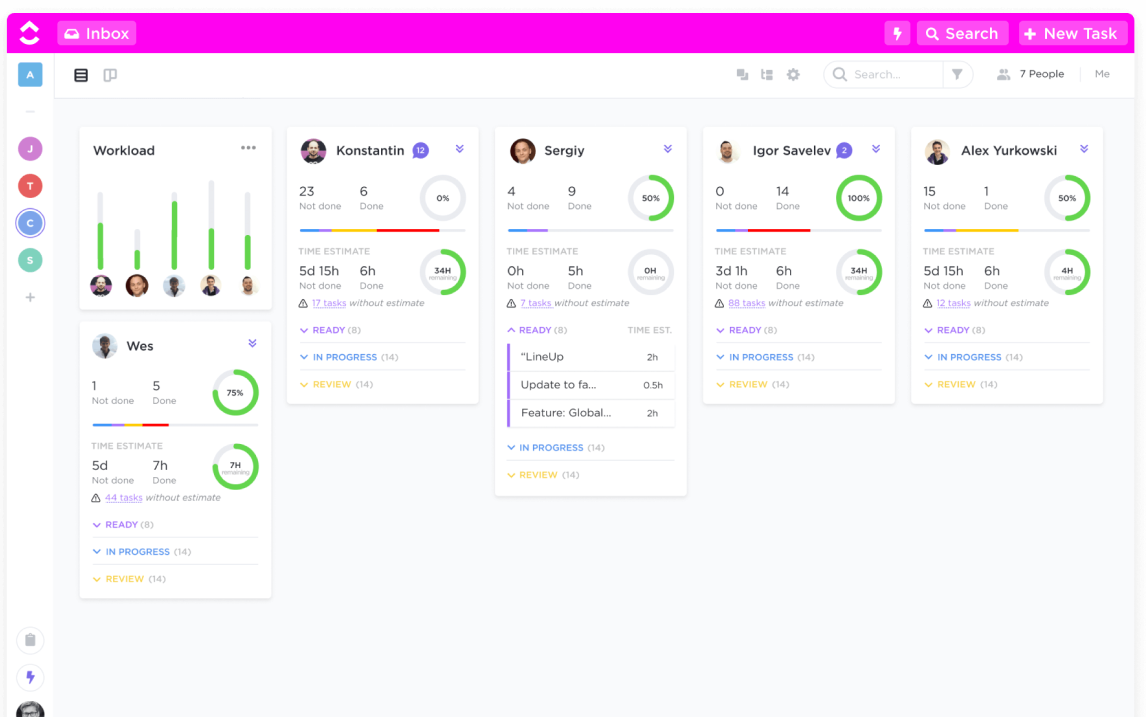 Inbox
Search
+ New Task
A
Search...
7 People
Me
J
T
C
S
+
Workload
Wes
1
5
Not done
Done
75%
TIME ESTIMATE
5d
7h
Not done
Done
7H
remaining
44 tasks without estimate
READY (8)
IN PROGRESS (14)
REVIEW (14)
Konstantin 12
23
6
Not done
Done
0%
TIME ESTIMATE
5d 15h
6h
Not done
Done
34H
remaining
17 tasks without estimate
READY (8)
IN PROGRESS (14)
REVIEW (14)
Sergiy
4
9
Not done
Done
50%
TIME ESTIMATE
0h
5h
Not done
Done
0H
remaining
7 tasks without estimate
READY (8) TIME EST.
"LineUp 2h
Update to fa... 0.5h
Feature: Global... 2h
IN PROGRESS (14)
REVIEW (14)
Igor Savelev 2
0
14
Not done
Done
100%
TIME ESTIMATE
3d 1h
6h
Not done
Done
34H
remaining
88 tasks without estimate
READY (8)
IN PROGRESS (14)
REVIEW (14)
Alex Yurkowski
15
1
Not done
Done
50%
TIME ESTIMATE
5d 15h
6h
Not done
Done
4H
remaining
12 tasks without estimate
READY (8)
IN PROGRESS (14)
REVIEW (14)